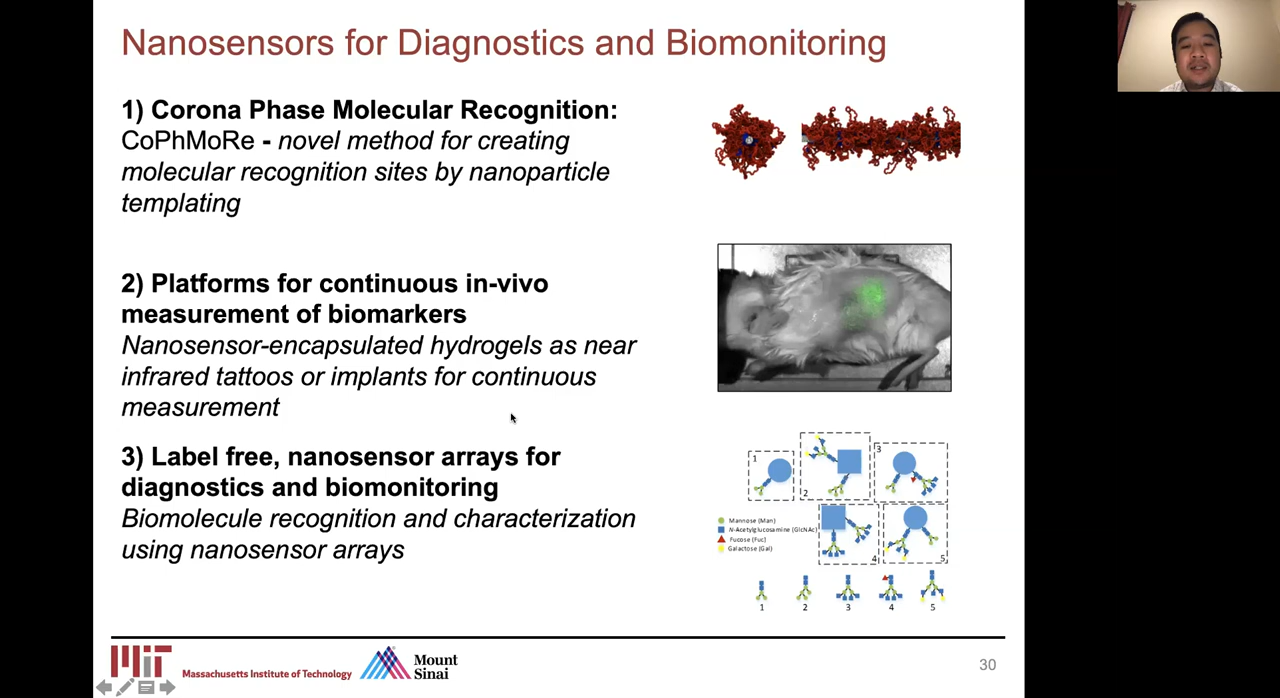 Nanosensors for Diagnostics and Biomonitoring
1) Corona Phase Molecular Recognition:
CoPhMoRe - novel method for creating
molecular recognition sites by nanoparticle
templating
2) Platforms for continuous in-vivo
measurement of biomarkers
Nanosensor-encapsulated hydrogels as near
infrared tattoos or implants for continuous
measurement
3) Label free, nanosensor arrays for
diagnostics and biomonitoring
Biomolecule recognition and characterization
using nanosensor arrays
1
2
3
4
5
Mannose (Man)
N-Acetylglucosamine (GlcNAc)
Fucose (Fuc)
Galactose (Gal)
1 2 3 4 5
MIT
Massachusetts Institute of Technology
Mount
Sinai
30